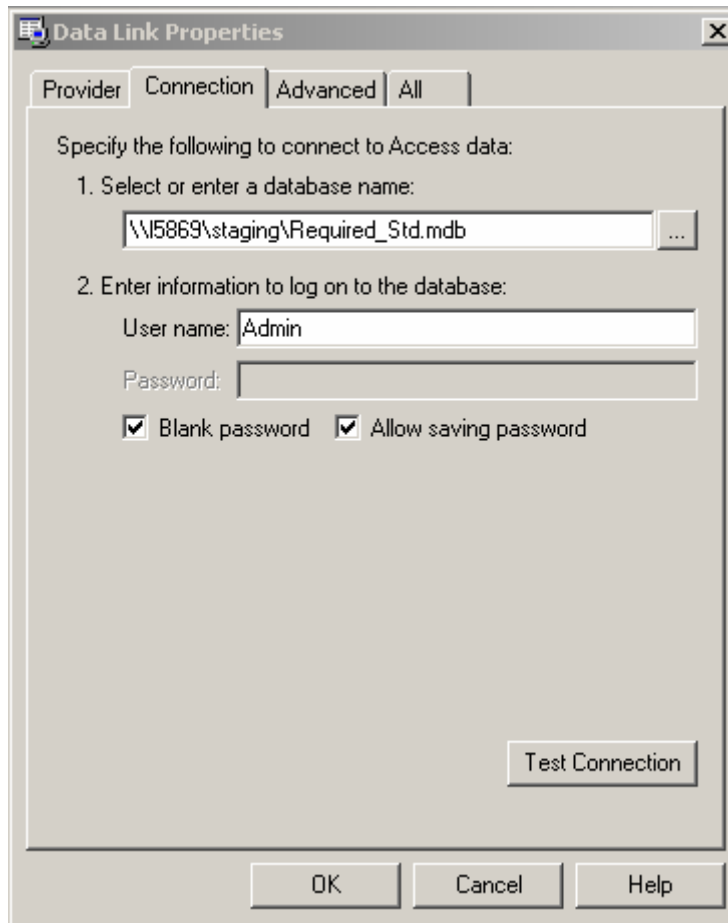 Data Link Properties
Provider Connection Advanced All
Specify the following to connect to Access data:
1. Select or enter a database name:
\\I5869\staging\Required_Std.mdb ...
2. Enter information to log on to the database:
User name: Admin
Password:
Blank password Allow saving password
Test Connection
OK Cancel Help